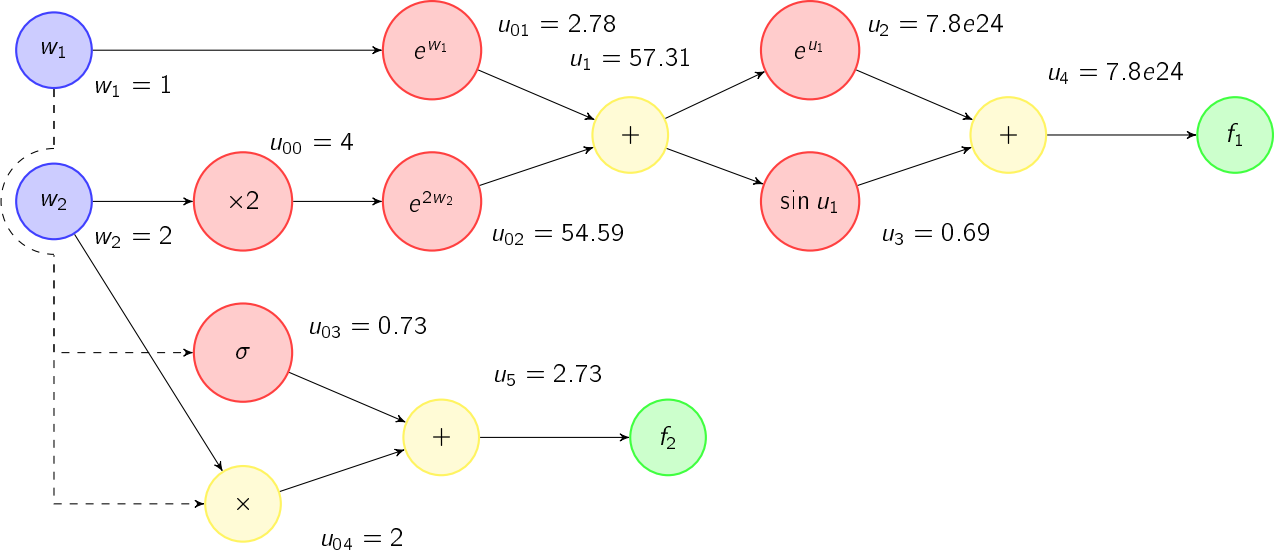 w₁
w₁ = 1
e^{w₁}
u₀₁ = 2.78
u₁ = 57.31
+
e^{u₁}
u₂ = 7.8e24
+
u₄ = 7.8e24
f₁
w₂
w₂ = 2
×2
u₀₀ = 4
e^{2w₂}
u₀₂ = 54.59
sin u₁
u₃ = 0.69
σ
u₀₃ = 0.73
+
u₅ = 2.73
f₂
×
u₀₄ = 2